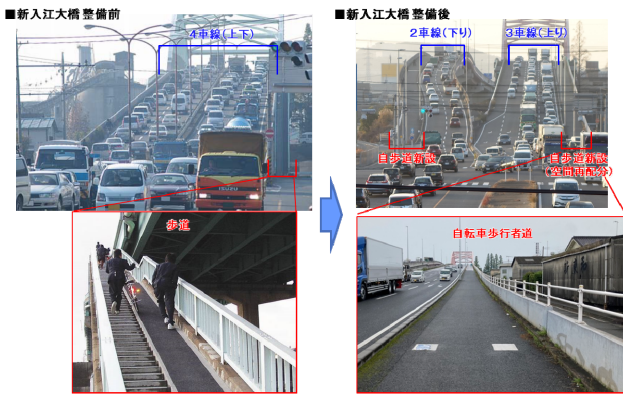 ■新入江大橋 整備前
4車線(上下)
歩道
■新入江大橋 整備後
2車線(下り)
3車線(上り)
自歩道新設
自歩道新設
(空間再配分)
自転車歩行者道
ISUZU